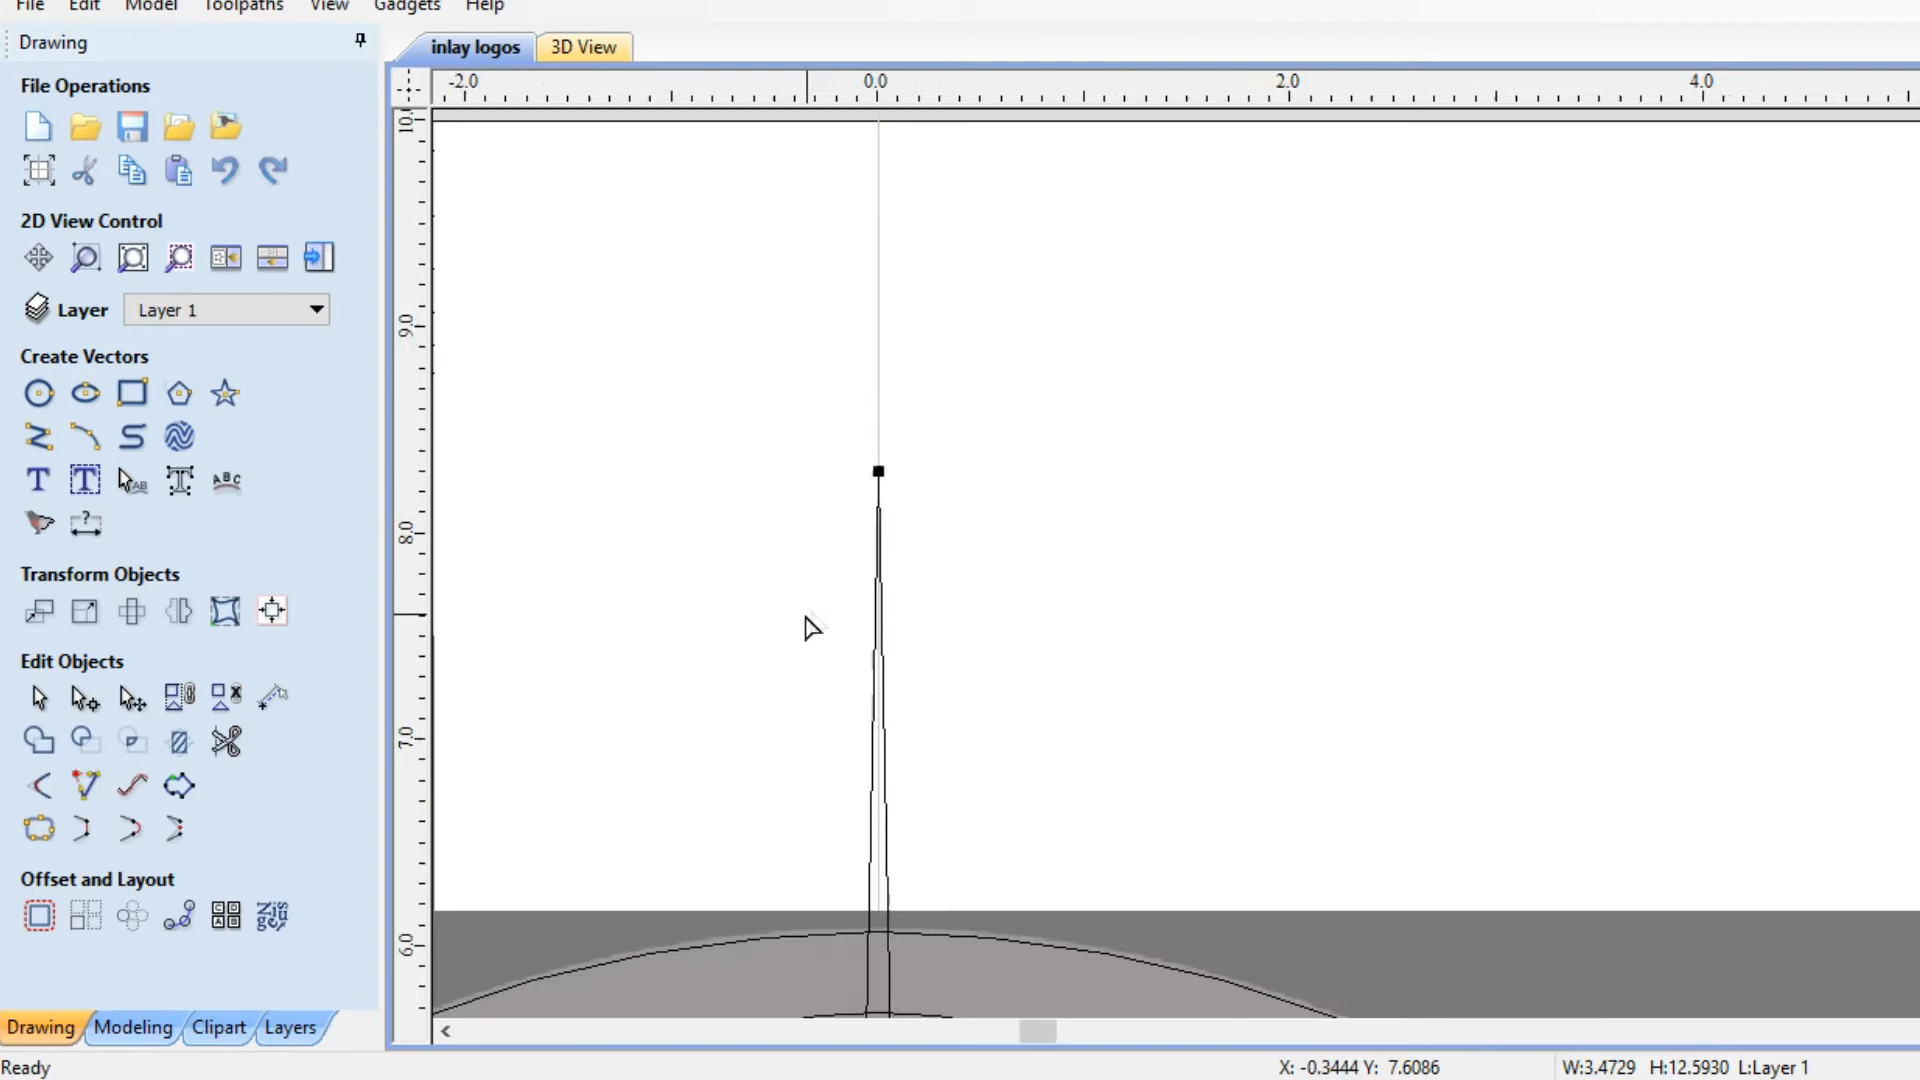 File Edit Model Toolpaths View Gadgets Help
Drawing
inlay logos 3D View
File Operations
-2.0 0.0 2.0 4.0
10.
9.0
8.0
7.0
6.0
2D View Control
Layer Layer 1
Create Vectors
Transform Objects
Edit Objects
Offset and Layout
Drawing Modeling Clipart Layers
Ready
X: -0.3444 Y: 7.6086
W:3.4729 H:12.5930 L:Layer 1